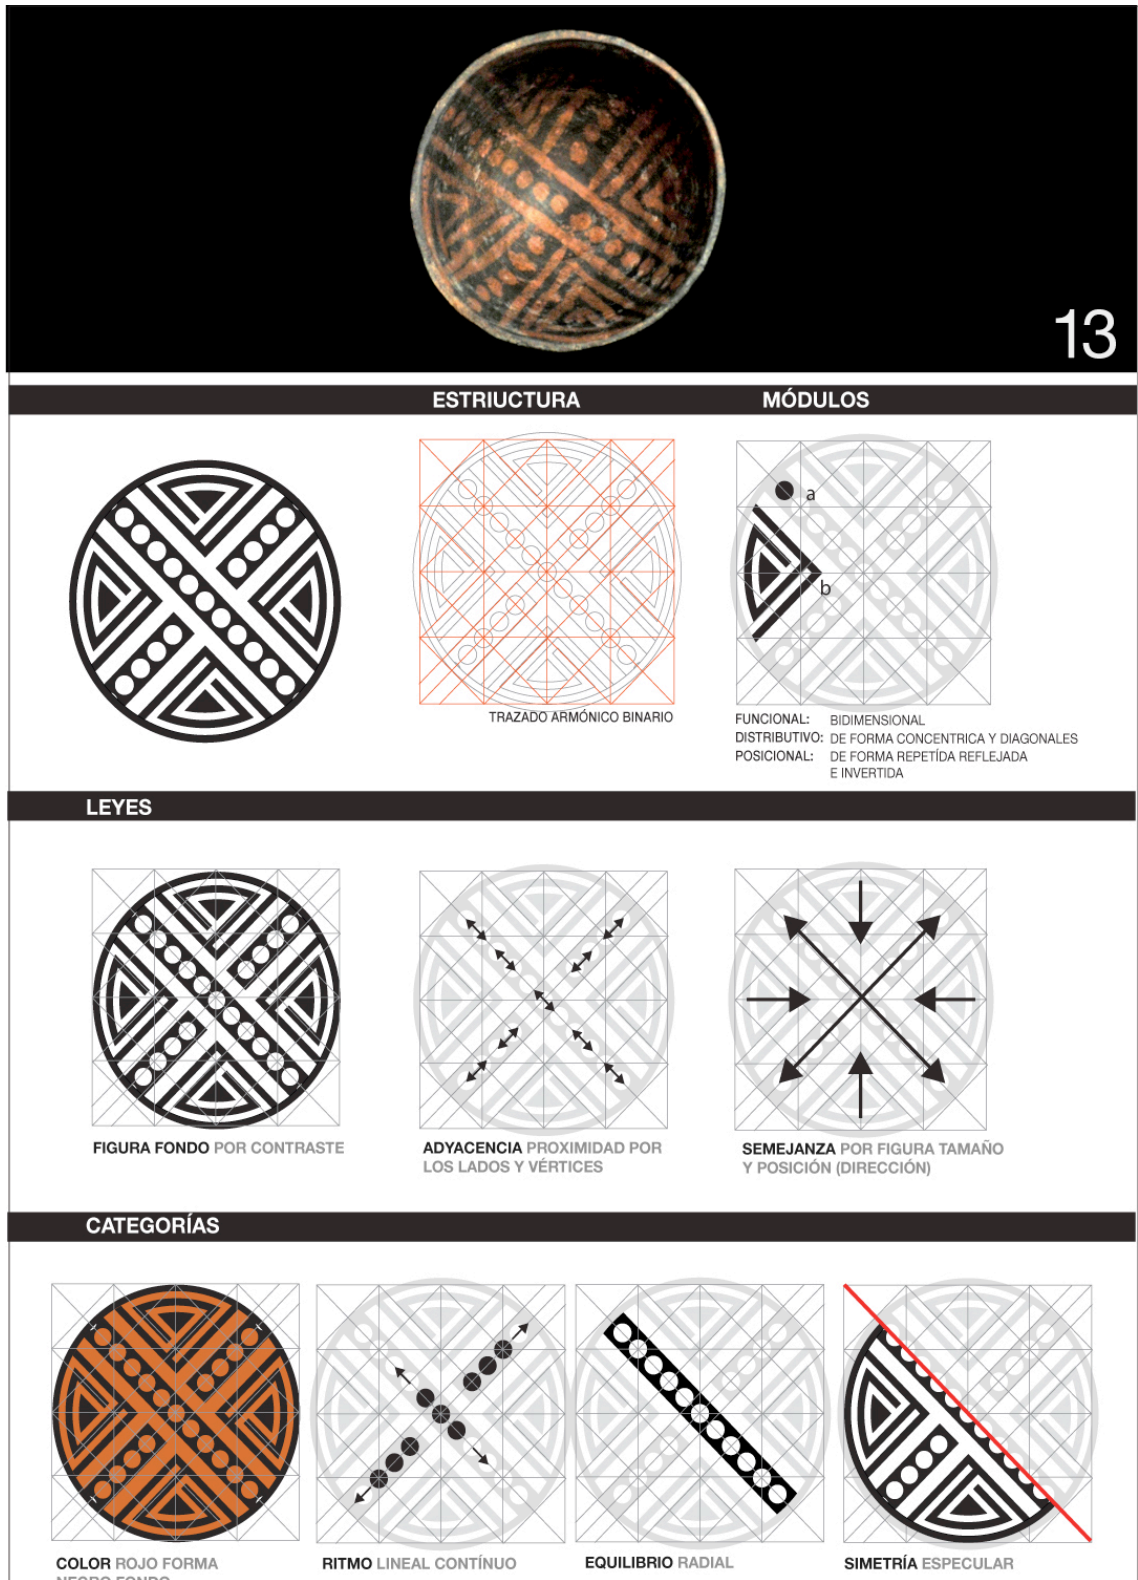 13
ESTRIUCTURA
MÓDULOS
a
b
TRAZADO ARMÓNICO BINARIO
FUNCIONAL: BIDIMENSIONAL
DISTRIBUTIVO: DE FORMA CONCENTRICA Y DIAGONALES
POSICIONAL: DE FORMA REPETÍDA REFLEJADA
E INVERTIDA
LEYES
FIGURA FONDO POR CONTRASTE
ADYACENCIA PROXIMIDAD POR
LOS LADOS Y VÉRTICES
SEMEJANZA POR FIGURA TAMAÑO
Y POSICIÓN (DIRECCIÓN)
CATEGORÍAS
COLOR ROJO FORMA
NEGRO FONDO
RITMO LINEAL CONTÍNUO
EQUILIBRIO RADIAL
SIMETRÍA ESPECULAR